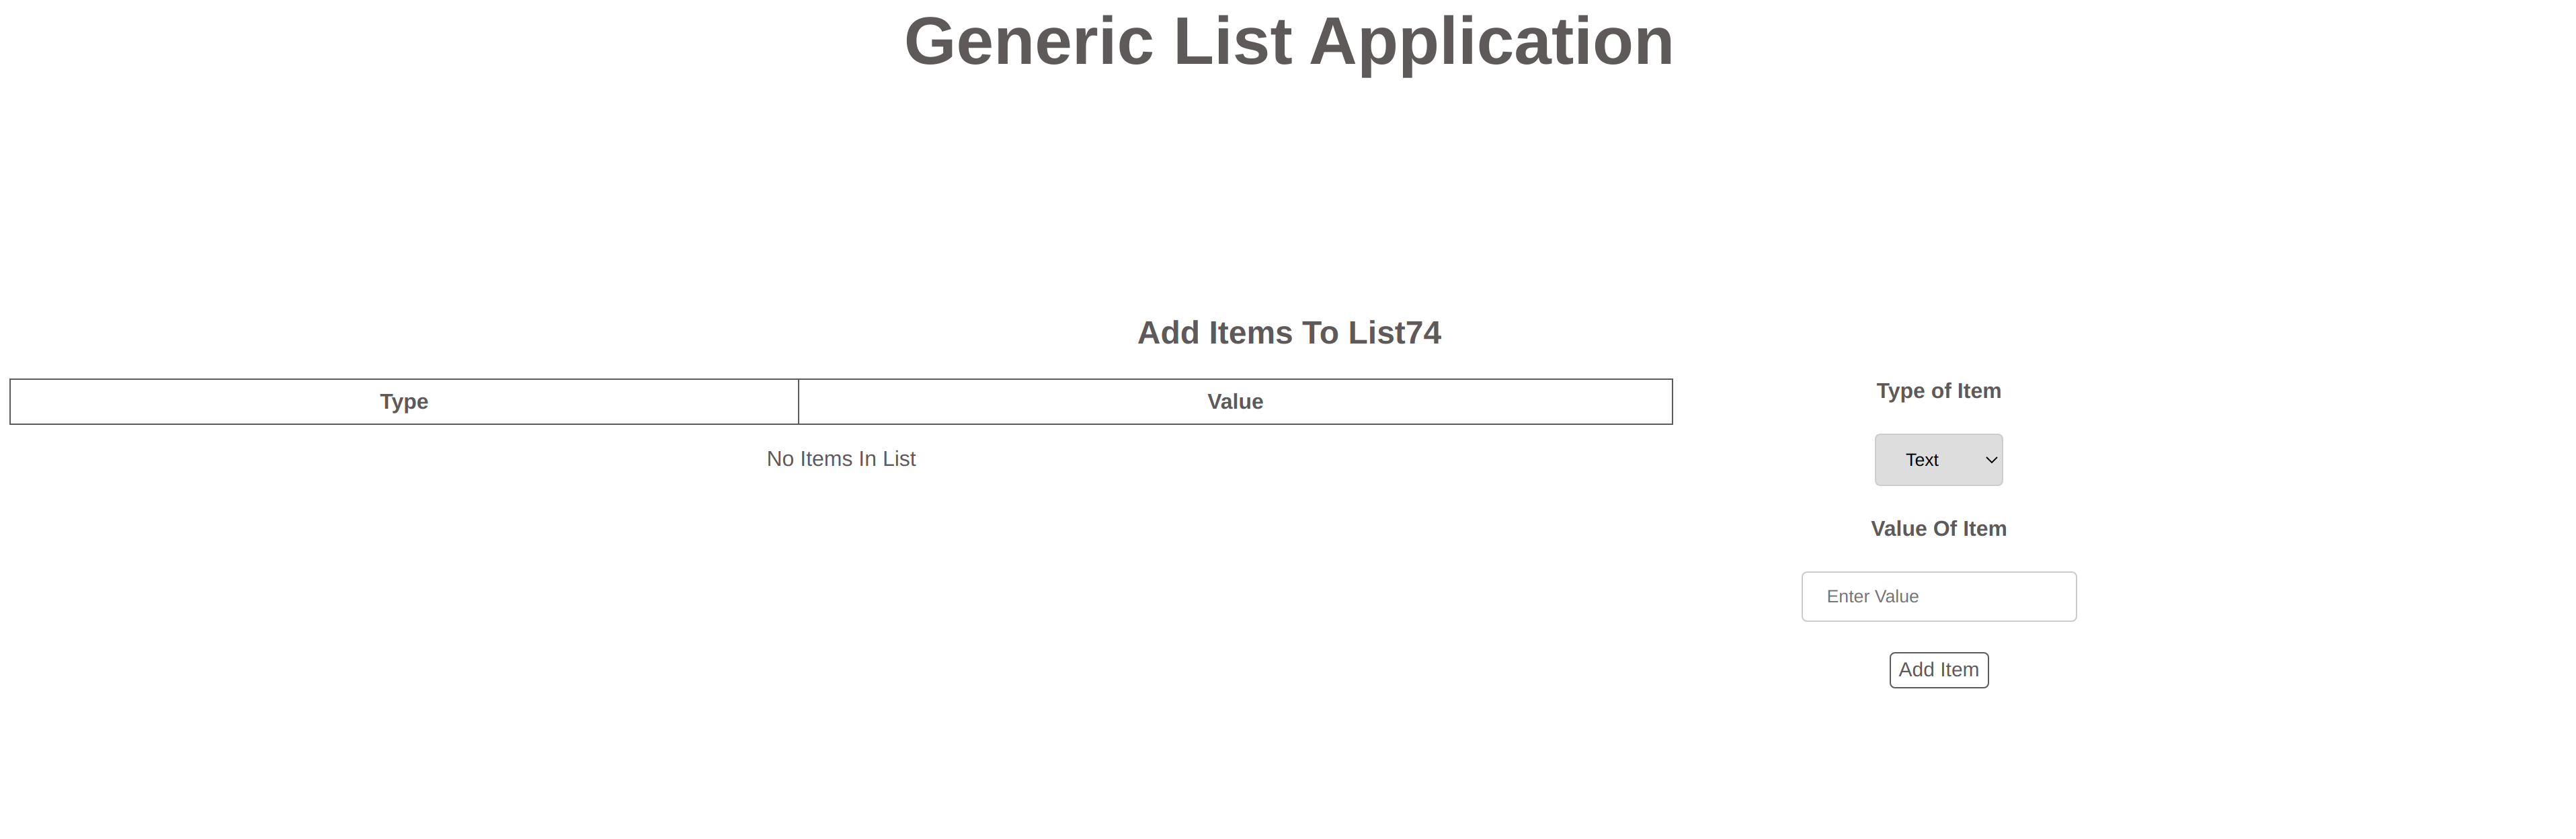 Generic List Application
Add Items To List74
Type Value
No Items In List
Type of Item
Text
Value Of Item
Enter Value
Add Item